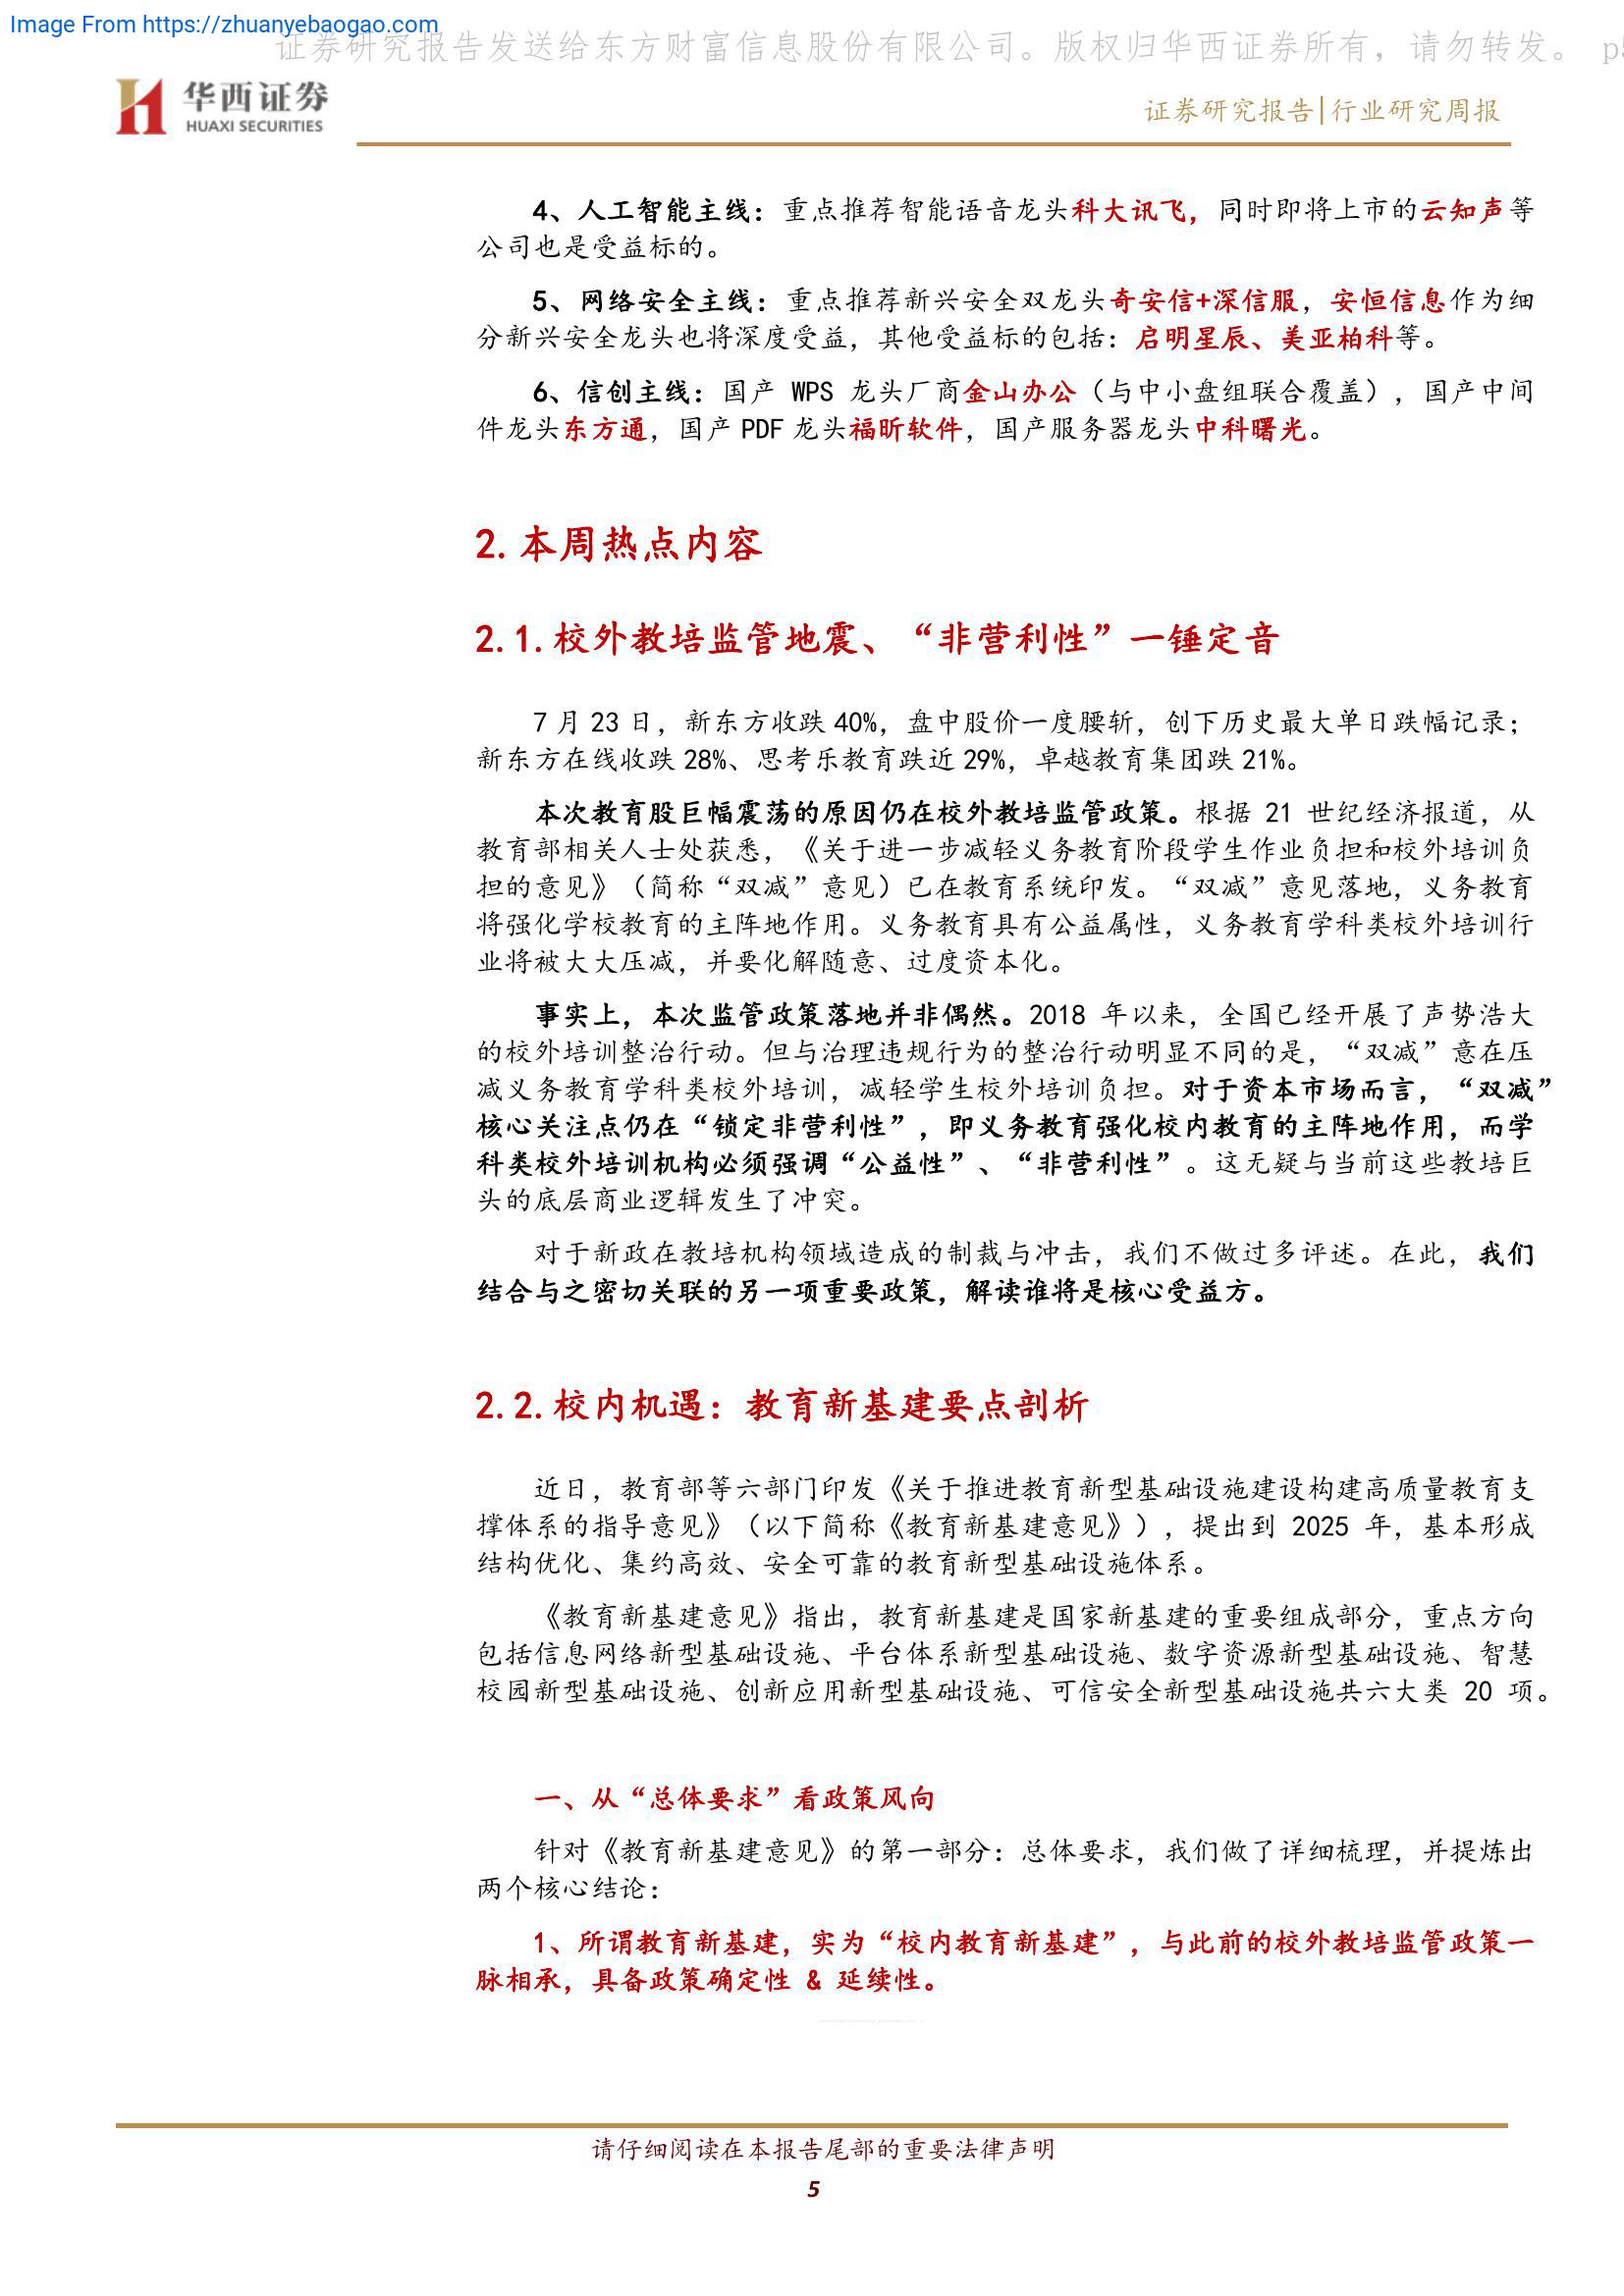 Image From https://zhuanyebaogao.com
证券研究报告发送给东方财富信息股份有限公司。版权归华西证券所有，请勿转发。 p5
华西证券
HUAXI SECURITIES
证券研究报告|行业研究周报
4、人工智能主线：重点推荐智能语音龙头科大讯飞，同时即将上市的云知声等
公司也是受益标的。
5、网络安全主线：重点推荐新兴安全双龙头奇安信+深信服，安恒信息作为细
分新兴安全龙头也将深度受益，其他受益标的包括：启明星辰、美亚柏科等。
6、信创主线：国产 WPS 龙头厂商金山办公（与中小盘组联合覆盖），国产中间
件龙头东方通，国产 PDF 龙头福昕软件，国产服务器龙头中科曙光。
2.本周热点内容
2.1.校外教培监管地震、“非营利性”一锤定音
7 月 23 日，新东方收跌 40%，盘中股价一度腰斩，创下历史最大单日跌幅记录；
新东方在线收跌 28%、思考乐教育跌近 29%，卓越教育集团跌 21%。
本次教育股巨幅震荡的原因仍在校外教培监管政策。根据 21 世纪经济报道，从
教育部相关人士处获悉，《关于进一步减轻义务教育阶段学生作业负担和校外培训负
担的意见》（简称“双减”意见）已在教育系统印发。“双减”意见落地，义务教育
将强化学校教育的主阵地作用。义务教育具有公益属性，义务教育学科类校外培训行
业将被大大压减，并要化解随意、过度资本化。
事实上，本次监管政策落地并非偶然。2018 年以来，全国已经开展了声势浩大
的校外培训整治行动。但与治理违规行为的整治行动明显不同的是，“双减”意在压
减义务教育学科类校外培训，减轻学生校外培训负担。对于资本市场而言，“双减”
核心关注点仍在“锁定非营利性”，即义务教育强化校内教育的主阵地作用，而学
科类校外培训机构必须强调“公益性”、“非营利性”。这无疑与当前这些教培巨
头的底层商业逻辑发生了冲突。
对于新政在教培机构领域造成的制裁与冲击，我们不做过多评述。在此，我们
结合与之密切关联的另一项重要政策，解读谁将是核心受益方。
2.2.校内机遇：教育新基建要点剖析
近日，教育部等六部门印发《关于推进教育新型基础设施建设构建高质量教育支
撑体系的指导意见》（以下简称《教育新基建意见》），提出到 2025 年，基本形成
结构优化、集约高效、安全可靠的教育新型基础设施体系。
《教育新基建意见》指出，教育新基建是国家新基建的重要组成部分，重点方向
包括信息网络新型基础设施、平台体系新型基础设施、数字资源新型基础设施、智慧
校园新型基础设施、创新应用新型基础设施、可信安全新型基础设施共六大类 20 项。
一、从“总体要求”看政策风向
针对《教育新基建意见》的第一部分：总体要求，我们做了详细梳理，并提炼出
两个核心结论：
1、所谓教育新基建，实为“校内教育新基建”，与此前的校外教培监管政策一
脉相承，具备政策确定性 & 延续性。
请仔细阅读在本报告尾部的重要法律声明
5